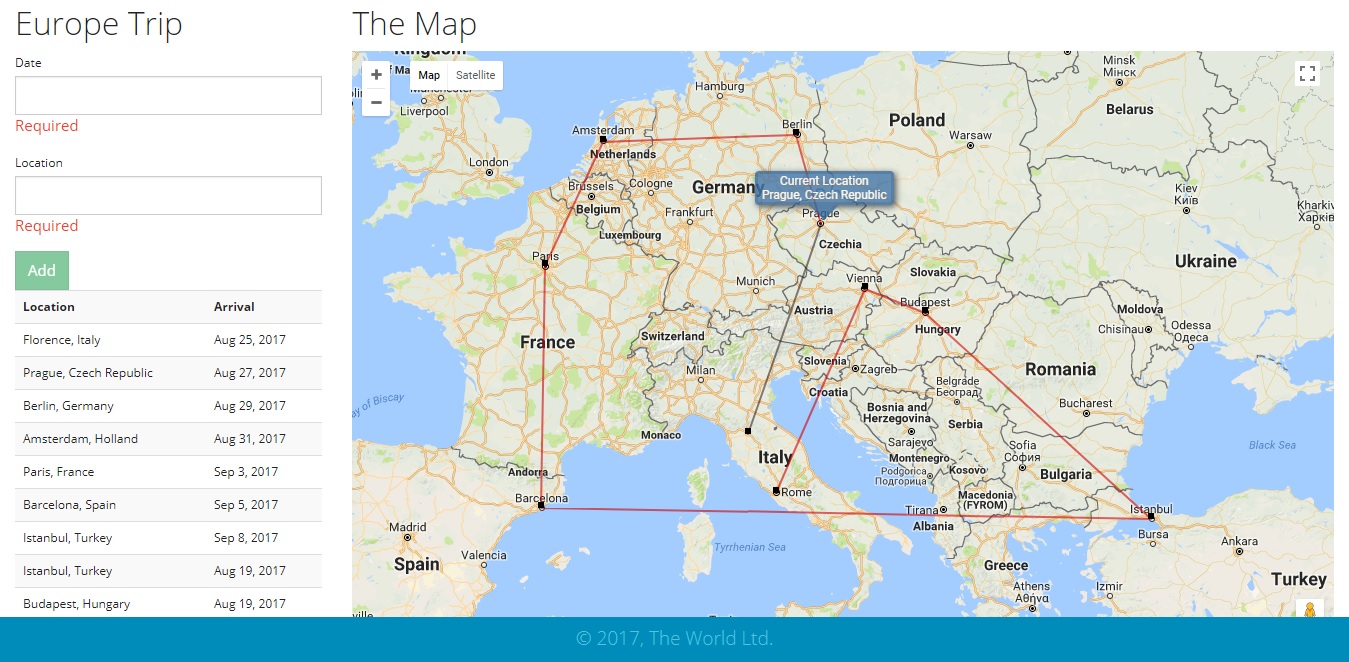 Europe Trip
Date
Required
Location
Required
Add
Location Arrival
Florence, Italy Aug 25, 2017
Prague, Czech Republic Aug 27, 2017
Berlin, Germany Aug 29, 2017
Amsterdam, Holland Aug 31, 2017
Paris, France Sep 3, 2017
Barcelona, Spain Sep 5, 2017
Istanbul, Turkey Sep 8, 2017
Istanbul, Turkey Aug 19, 2017
Budapest, Hungary Aug 19, 2017
The Map
Kingdom
+
Map Satellite
−
Manchester
Liverpool
London
Hamburg
Amsterdam
Netherlands
Berlin
Poland
Warsaw
Minsk
Мінск
Belarus
Brussels
Cologne
Belgium
Germany
Current Location
Prague, Czech Republic
Frankfurt
Prague
Luxembourg
Czechia
Kiev
Київ
Kharkiv
Харків
Paris
Munich
Vienna
Slovakia
Ukraine
Budapest
Austria
Hungary
Moldova
Chisinau
Odessa
Одеса
France
Switzerland
Milan
Slovenia
Zagreb
Croatia
Romania
Belgrade
Београд
Bucharest
Bay of Biscay
Bosnia and
Herzegovina
Serbia
Sarajevo
Monaco
Italy
Montenegro
Podgorica
Подгорица
Kosovo
Sofia
София
Bulgaria
Black Sea
Andorra
Barcelona
Rome
Macedonia
(FYROM)
Tirana
Albania
Istanbul
Bursa
Madrid
Spain
Valencia
Tyrrhenian Sea
Greece
Athens
Αθήνα
Izmir
Ankara
Turkey
© 2017, The World Ltd.